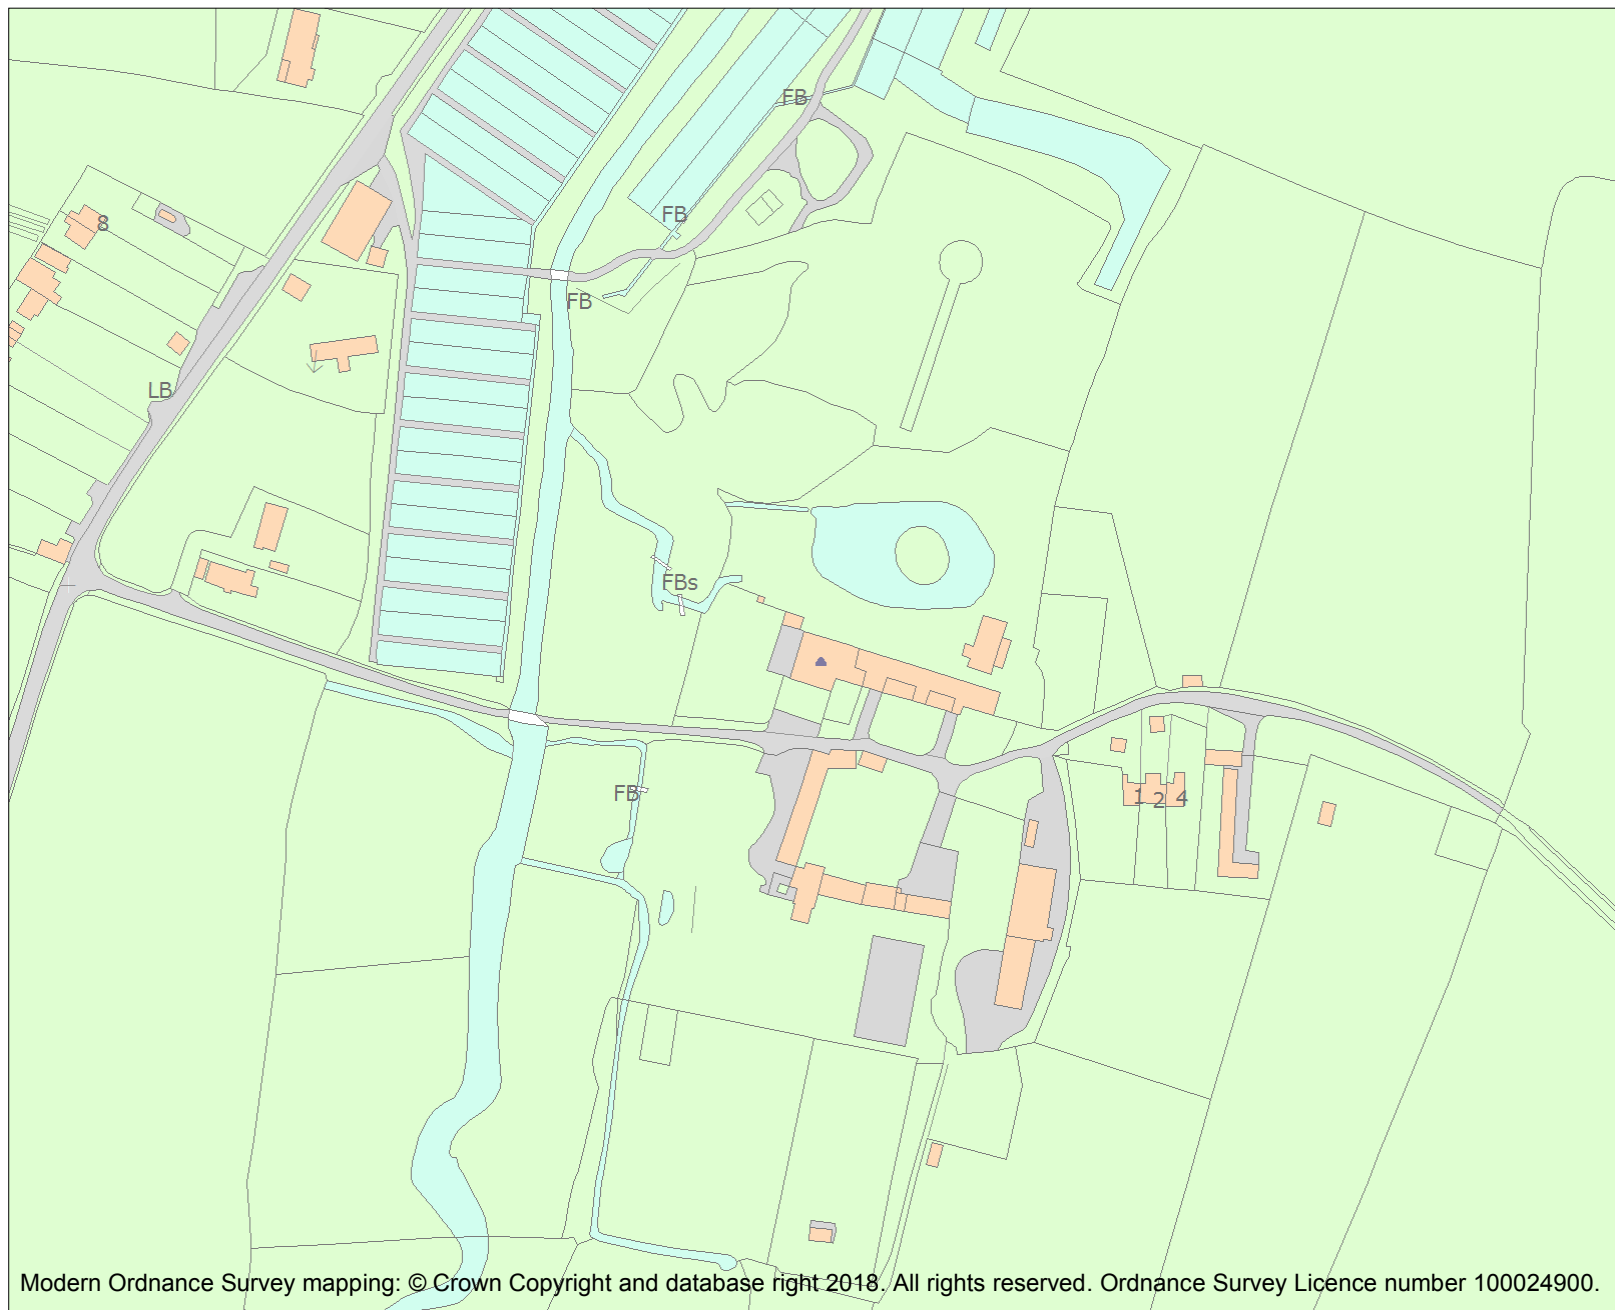 FB
FB
8
FB
LB
FBs
FB
1 2 4
Modern Ordnance Survey mapping: © Crown Copyright and database right 2018. All rights reserved. Ordnance Survey Licence number 100024900.